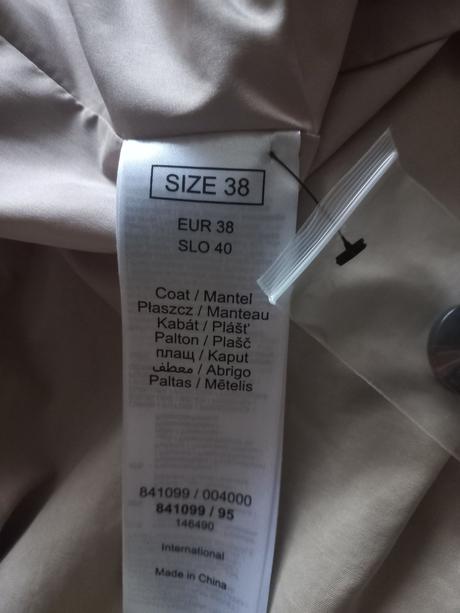 SIZE 38
EUR 38
SLO 40
Coat / Mantel
Płaszcz / Manteau
Kabát / Plášť
Palton / Plašč
плащ / Kaput
معطف / Abrigo
Paltas / Mētelis
841099 / 004000
841099 / 95
146490
International
Made in China